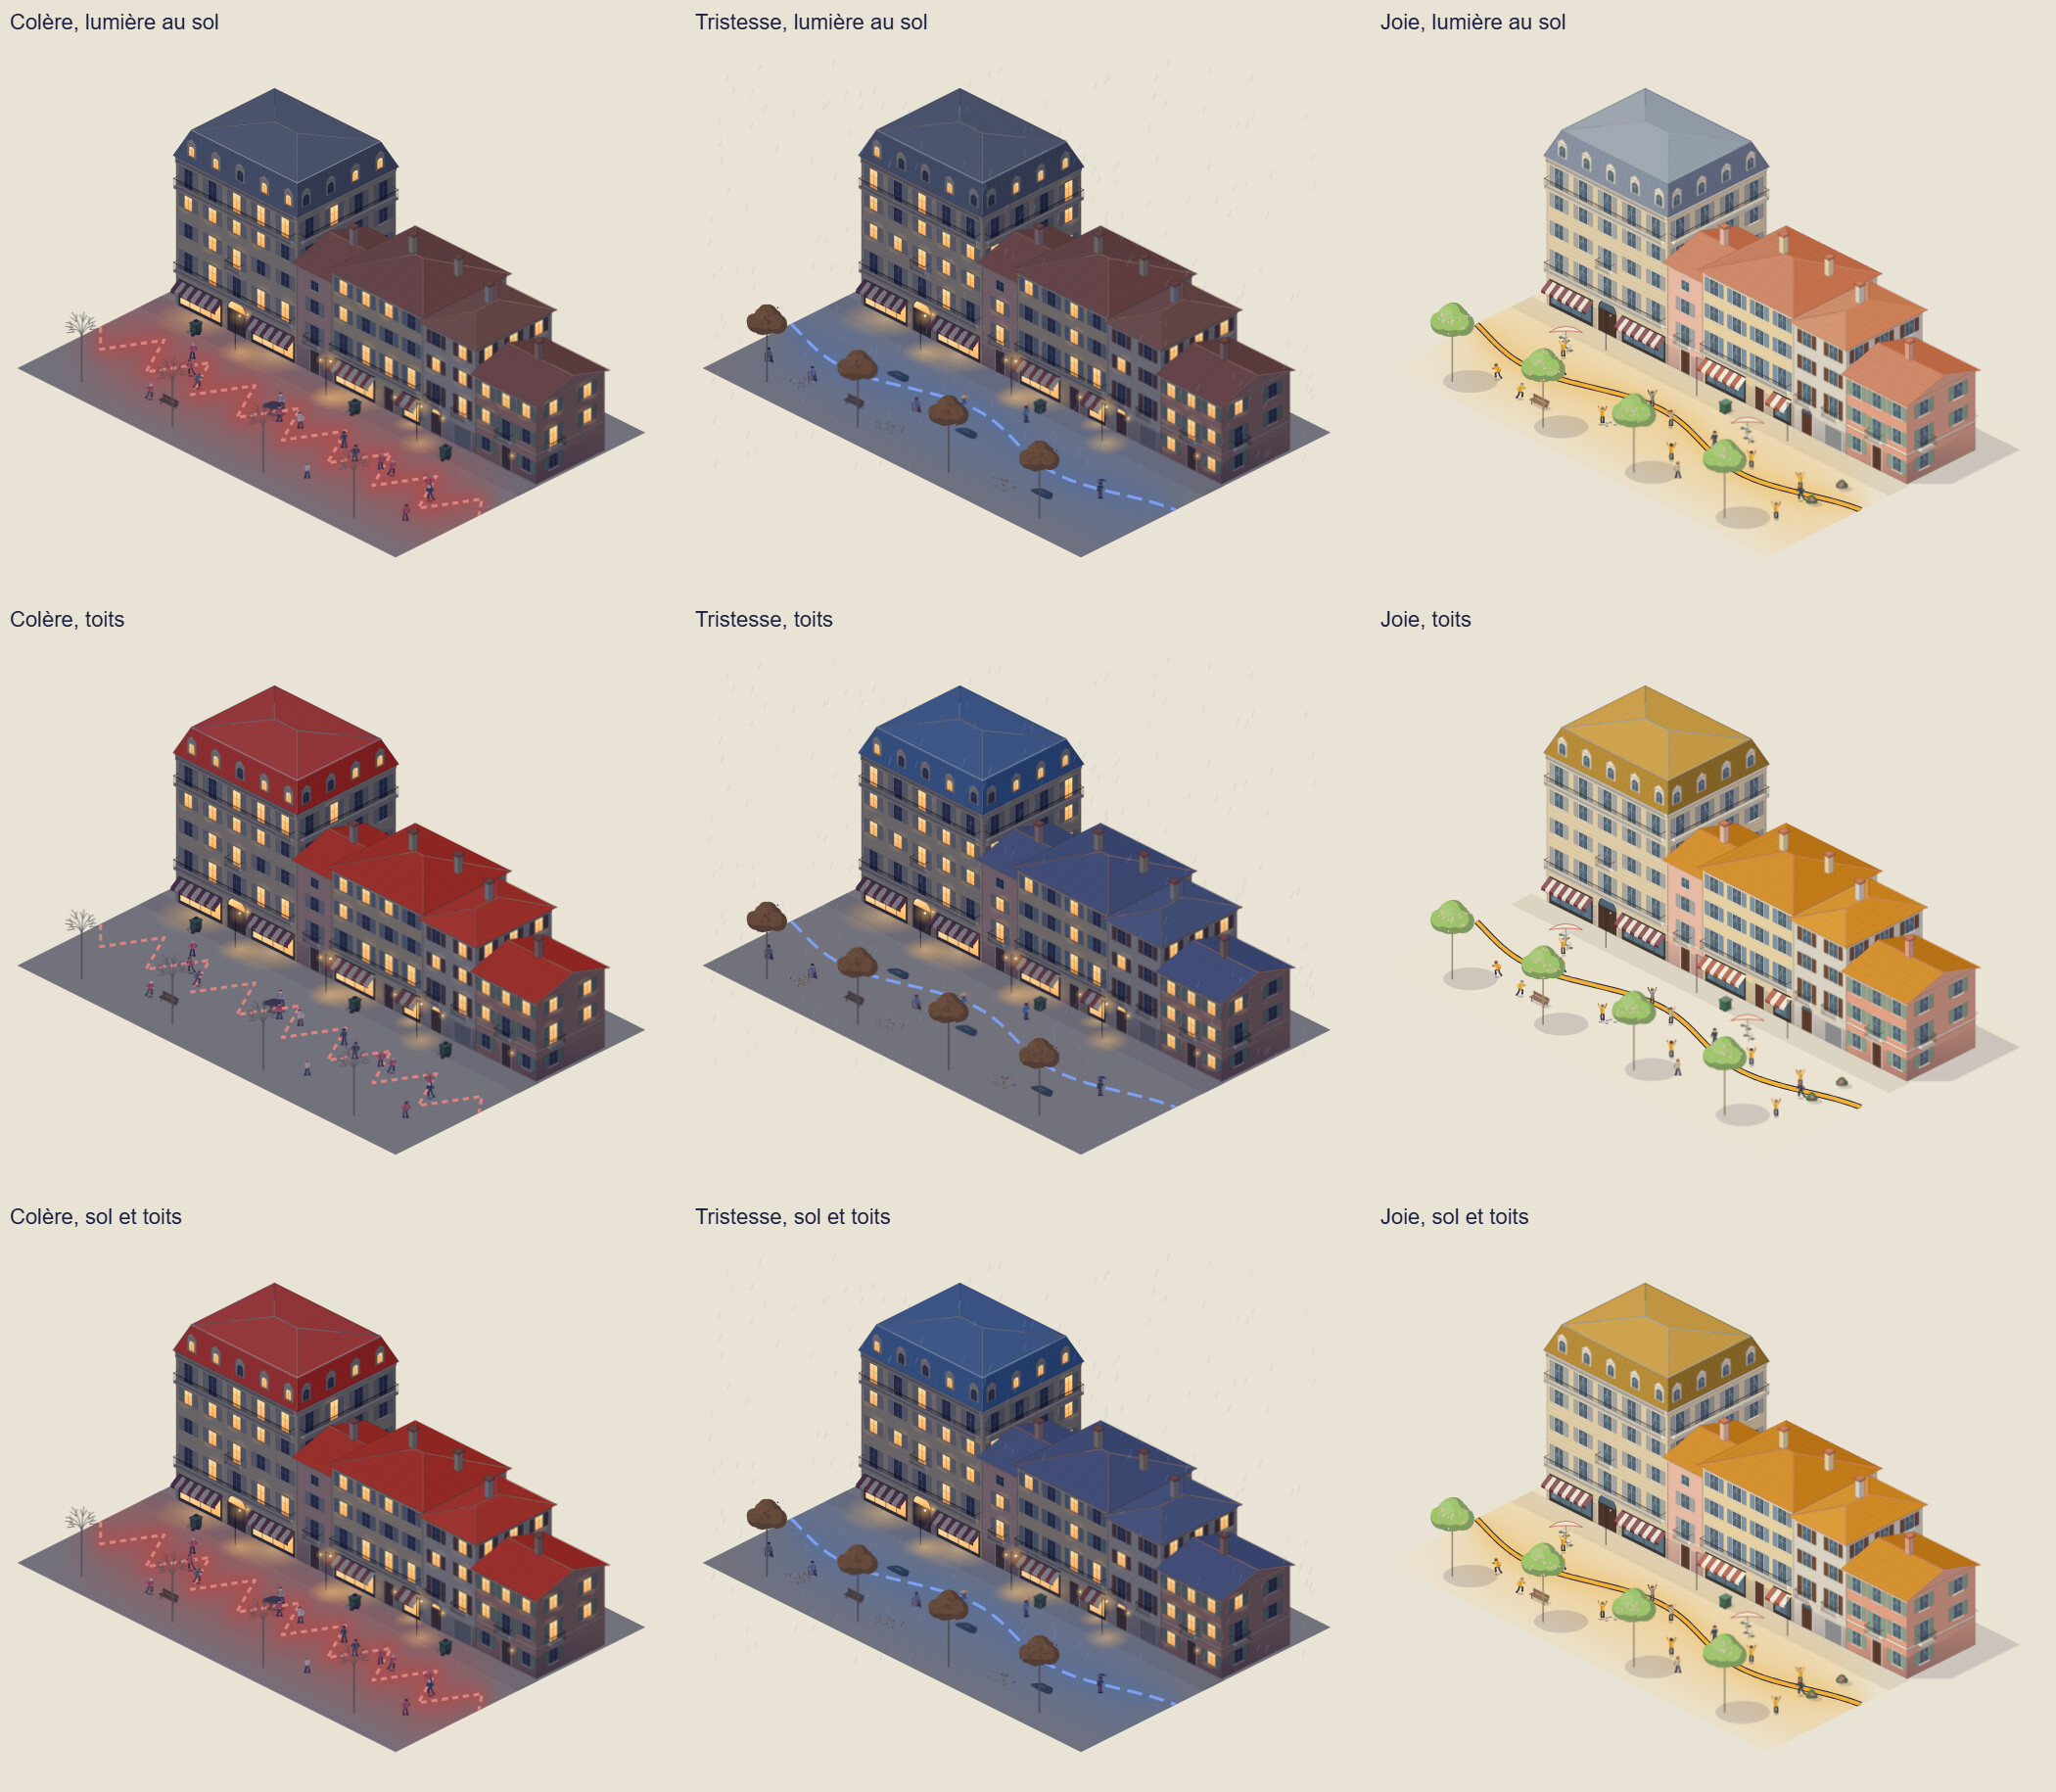 Colère, lumière au sol
Tristesse, lumière au sol
Joie, lumière au sol
Colère, toits
Tristesse, toits
Joie, toits
Colère, sol et toits
Tristesse, sol et toits
Joie, sol et toits